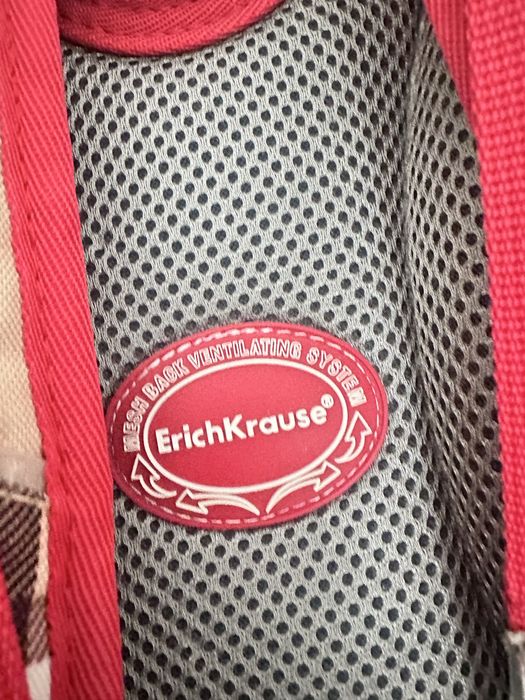 MESH BACK VENTILATING SYSTEM
ErichKrause®